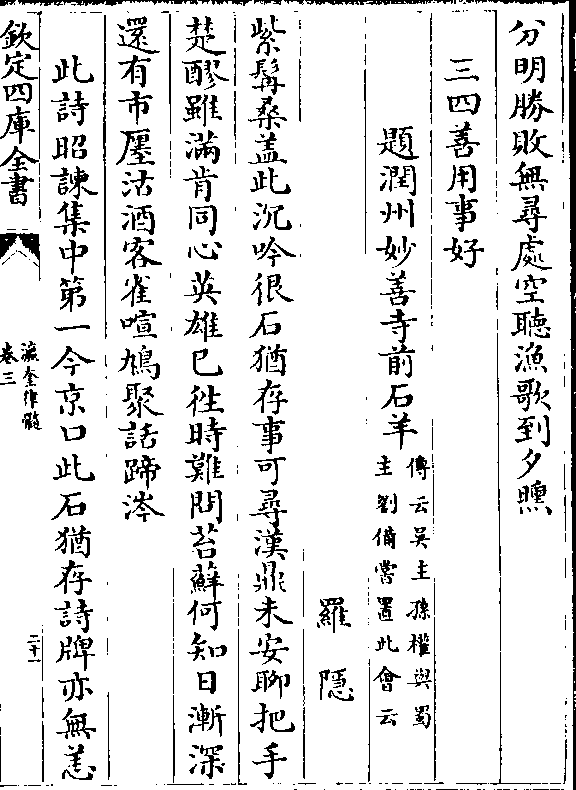 分明勝敗無尋處空聽漁歌到夕曛
三四善用事好
題潤州妙善寺前石羊
傳云吳主孫權與蜀
主劉備嘗置此會云
羅隱
紫髯桑盖此沉吟很石猶存事可尋漢鼎未安聊把手
楚醪雖滿肯同心英雄已徃時難問苔蘚何知日漸深
還有市廛沽酒客雀喧鳩聚話蹄涔
此詩昭諫集中第一今京口此石猶存詩牌亦無恙
欽定四庫全書
瀛奎律髓
卷三
二十一